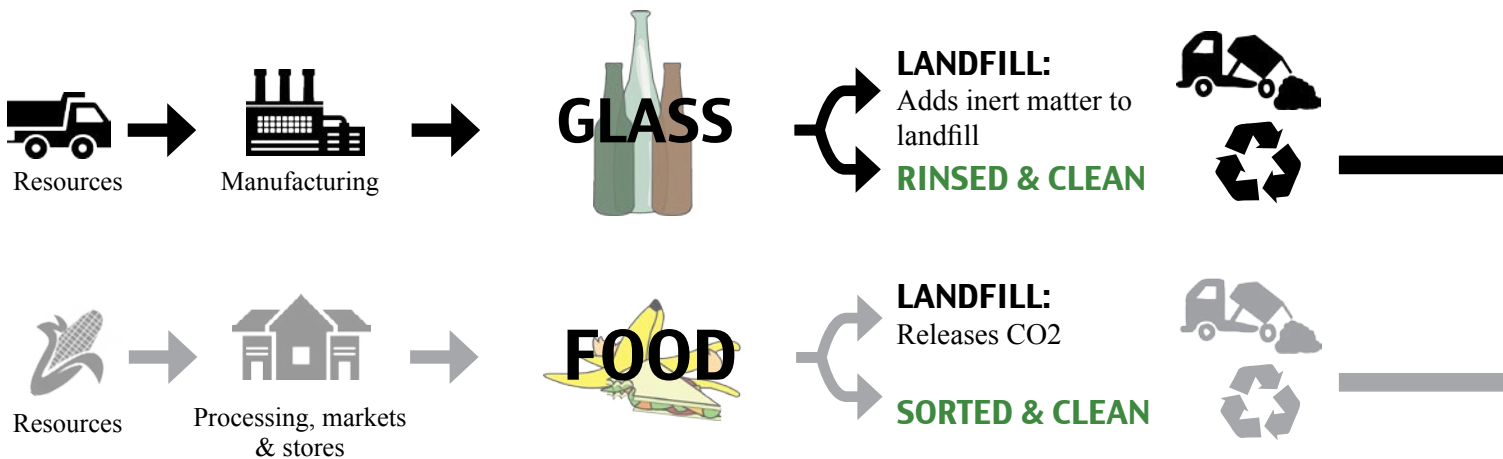 Resources
Manufacturing
GLASS
LANDFILL:
Adds inert matter to
landfill
RINSED & CLEAN
Resources
Processing, markets
& stores
FOOD
LANDFILL:
Releases CO2
SORTED & CLEAN